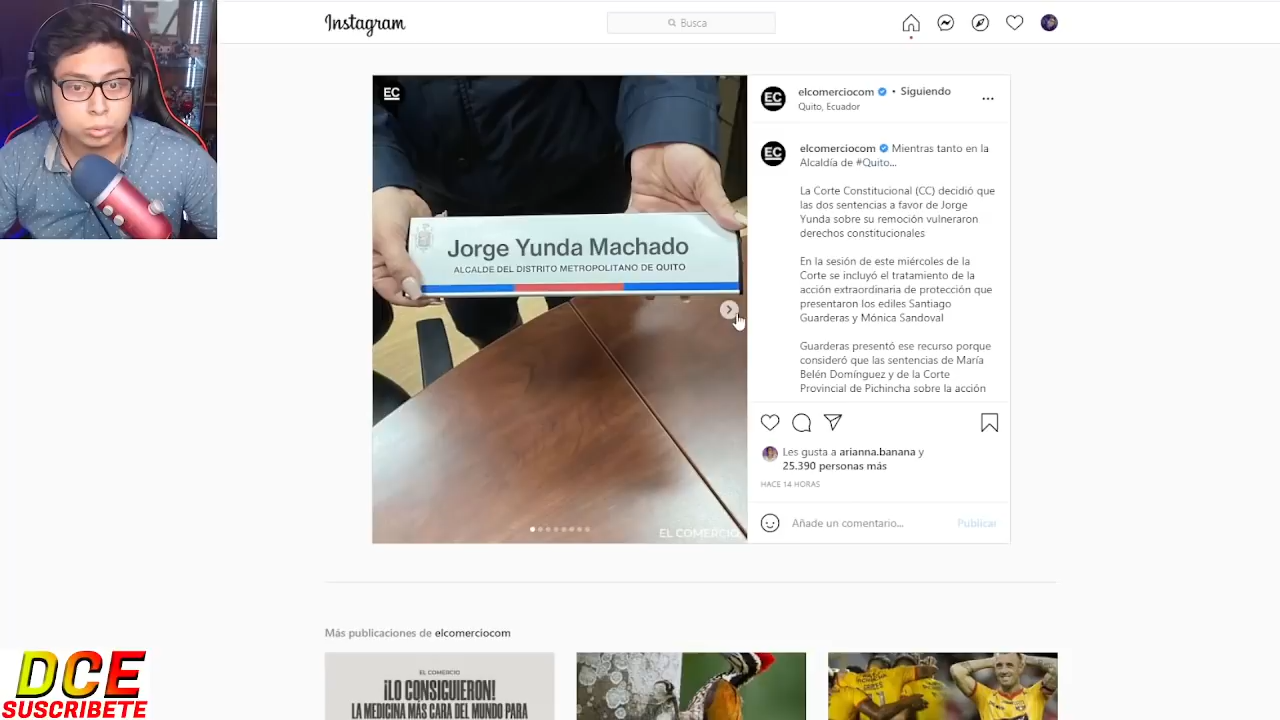 Instagram
Busca
EC
Jorge Yunda Machado
ALCALDE DEL DISTRITO METROPOLITANO DE QUITO
EL COMERCIO
EC
elcomerciocom • Siguiendo
Quito, Ecuador
EC
elcomerciocom Mientras tanto en la
Alcaldía de #Quito...
La Corte Constitucional (CC) decidió que
las dos sentencias a favor de Jorge
Yunda sobre su remoción vulneraron
derechos constitucionales
En la sesión de este miércoles de la
Corte se incluyó el tratamiento de la
acción extraordinaria de protección que
presentaron los ediles Santiago
Guarderas y Mónica Sandoval
Guarderas presentó ese recurso porque
consideró que las sentencias de María
Belén Domínguez y de la Corte
Provincial de Pichincha sobre la acción
Les gusta a arianna.banana y
25.390 personas más
HACE 14 HORAS
Añade un comentario...
Publicar
Más publicaciones de elcomerciocom
EL COMERCIO
¡LO CONSIGUIERON!
LA MEDICINA MÁS CARA DEL MUNDO PARA
DCE
SUSCRIBETE